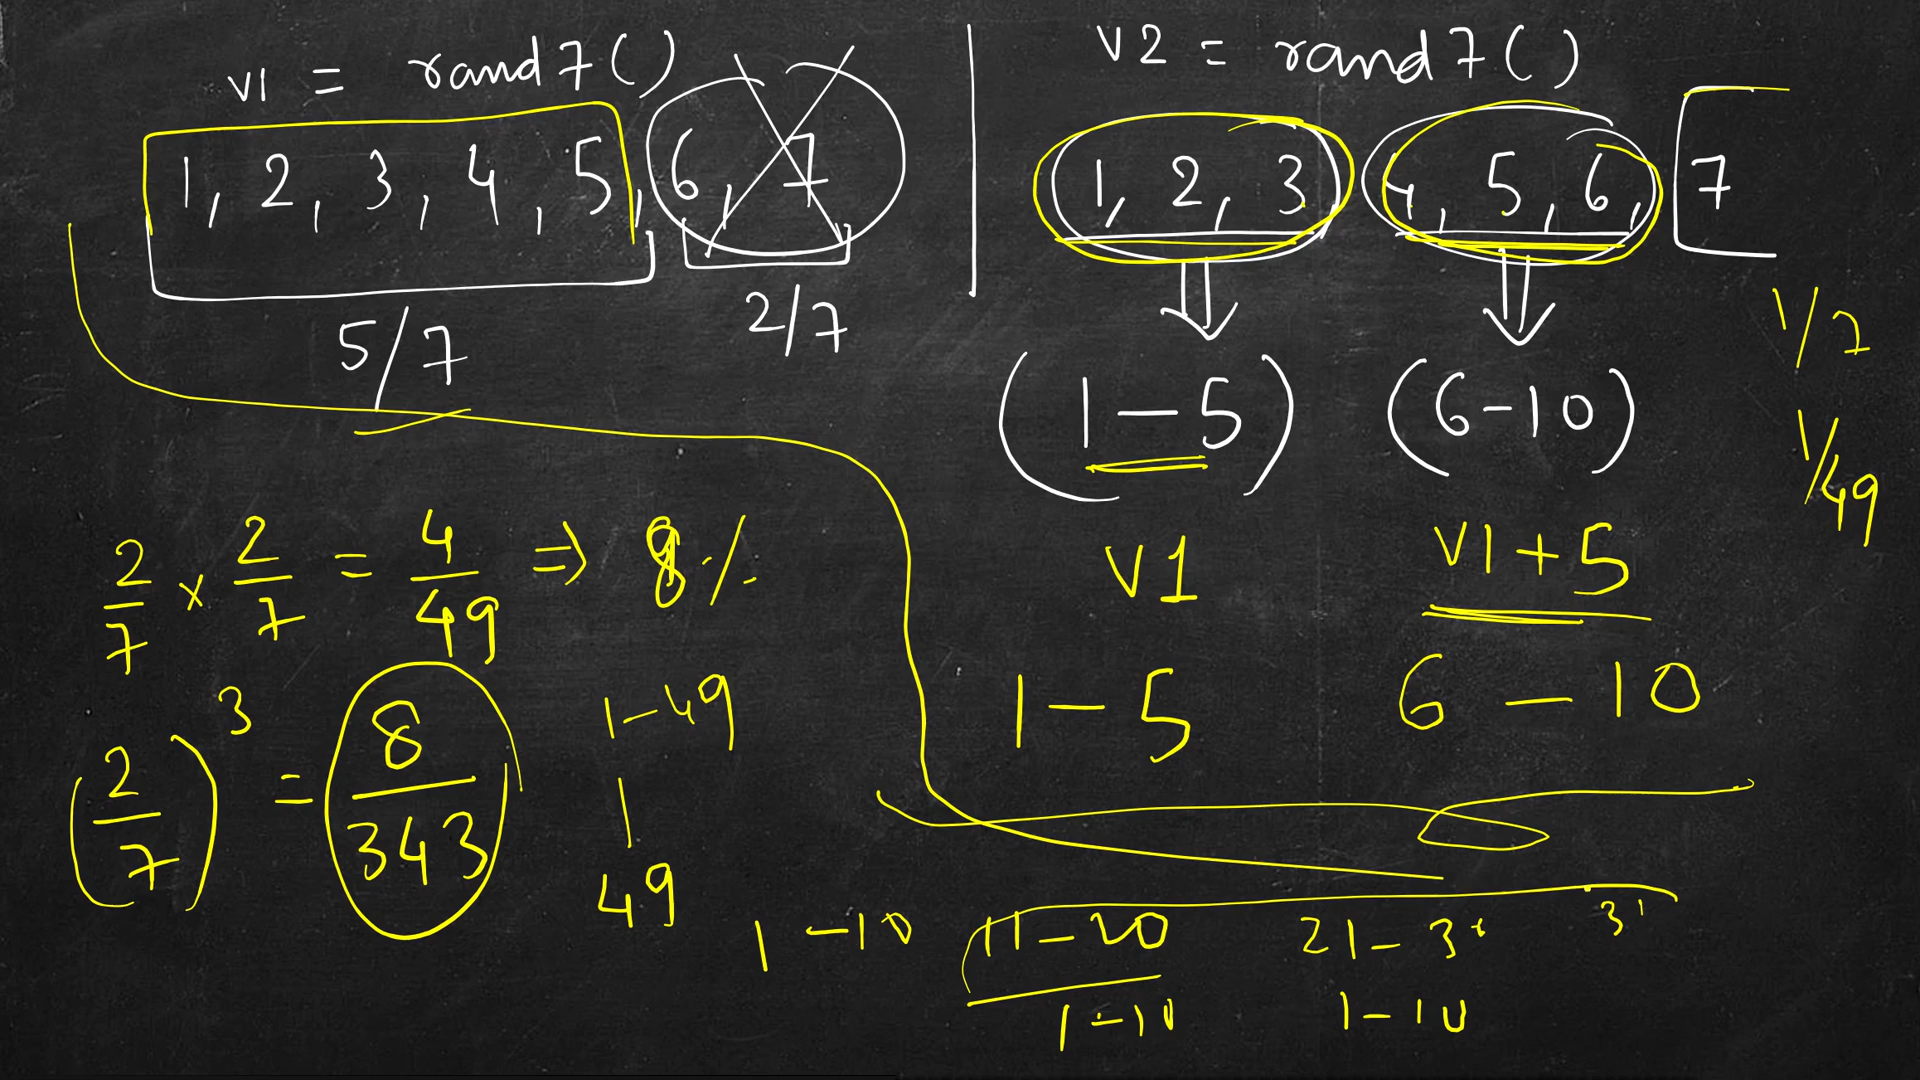 v1 = rand7()
1, 2, 3, 4, 5, 6, 7
5/7
2/7
v2 = rand7()
1, 2, 3 4, 5, 6, 7
(1-5) (6-10)
1/7
1/49
v1 v1+5
1-5 6-10
2/7 x 2/7 = 4/49 => 8%
(2/7)^3 = 8/343
1-49
49
1-10 11-20 21-3 31
1-10 1-10